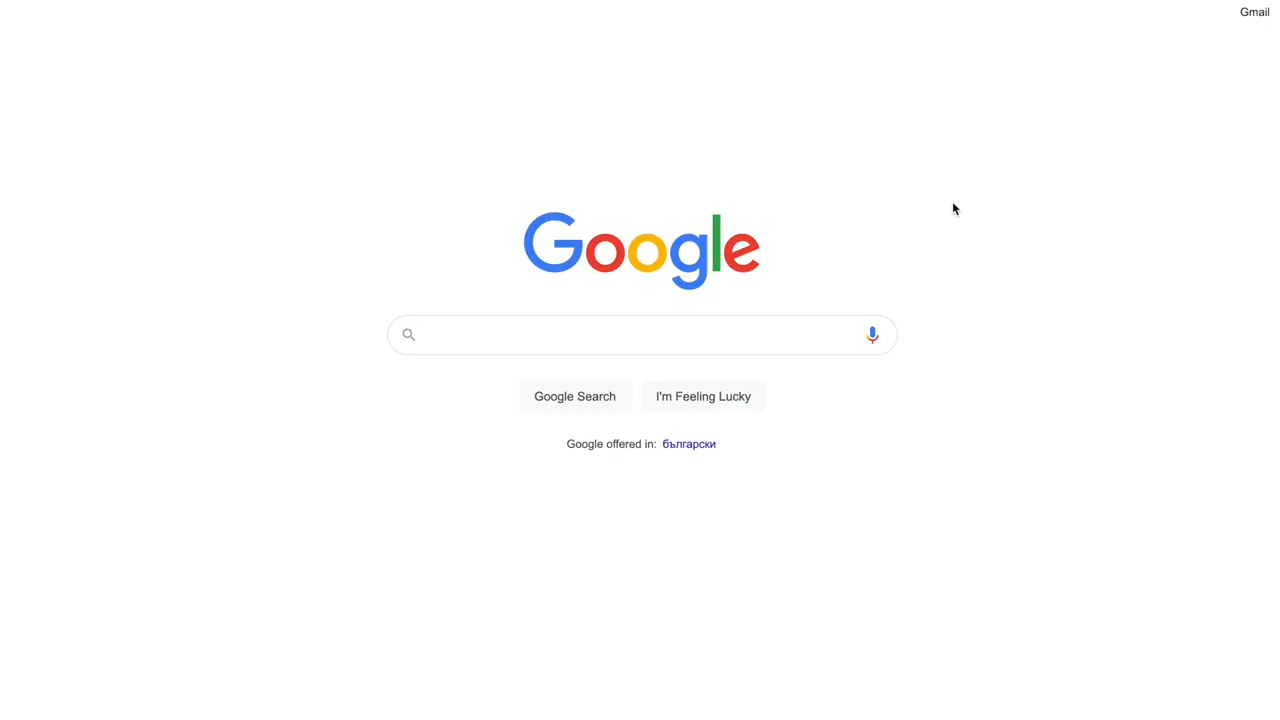 Gmail
Google
Google Search
I'm Feeling Lucky
Google offered in: български